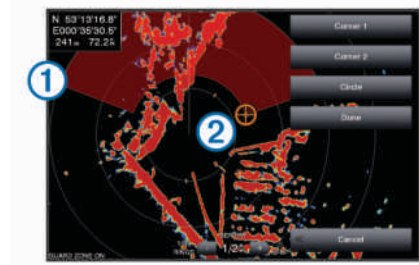 N 53°13'16.8"
E000°35'30.5"
241m 72.2
Corner 1
Corner 2
Circle
Done
1
2
Cancel
GUARD ZONE ON